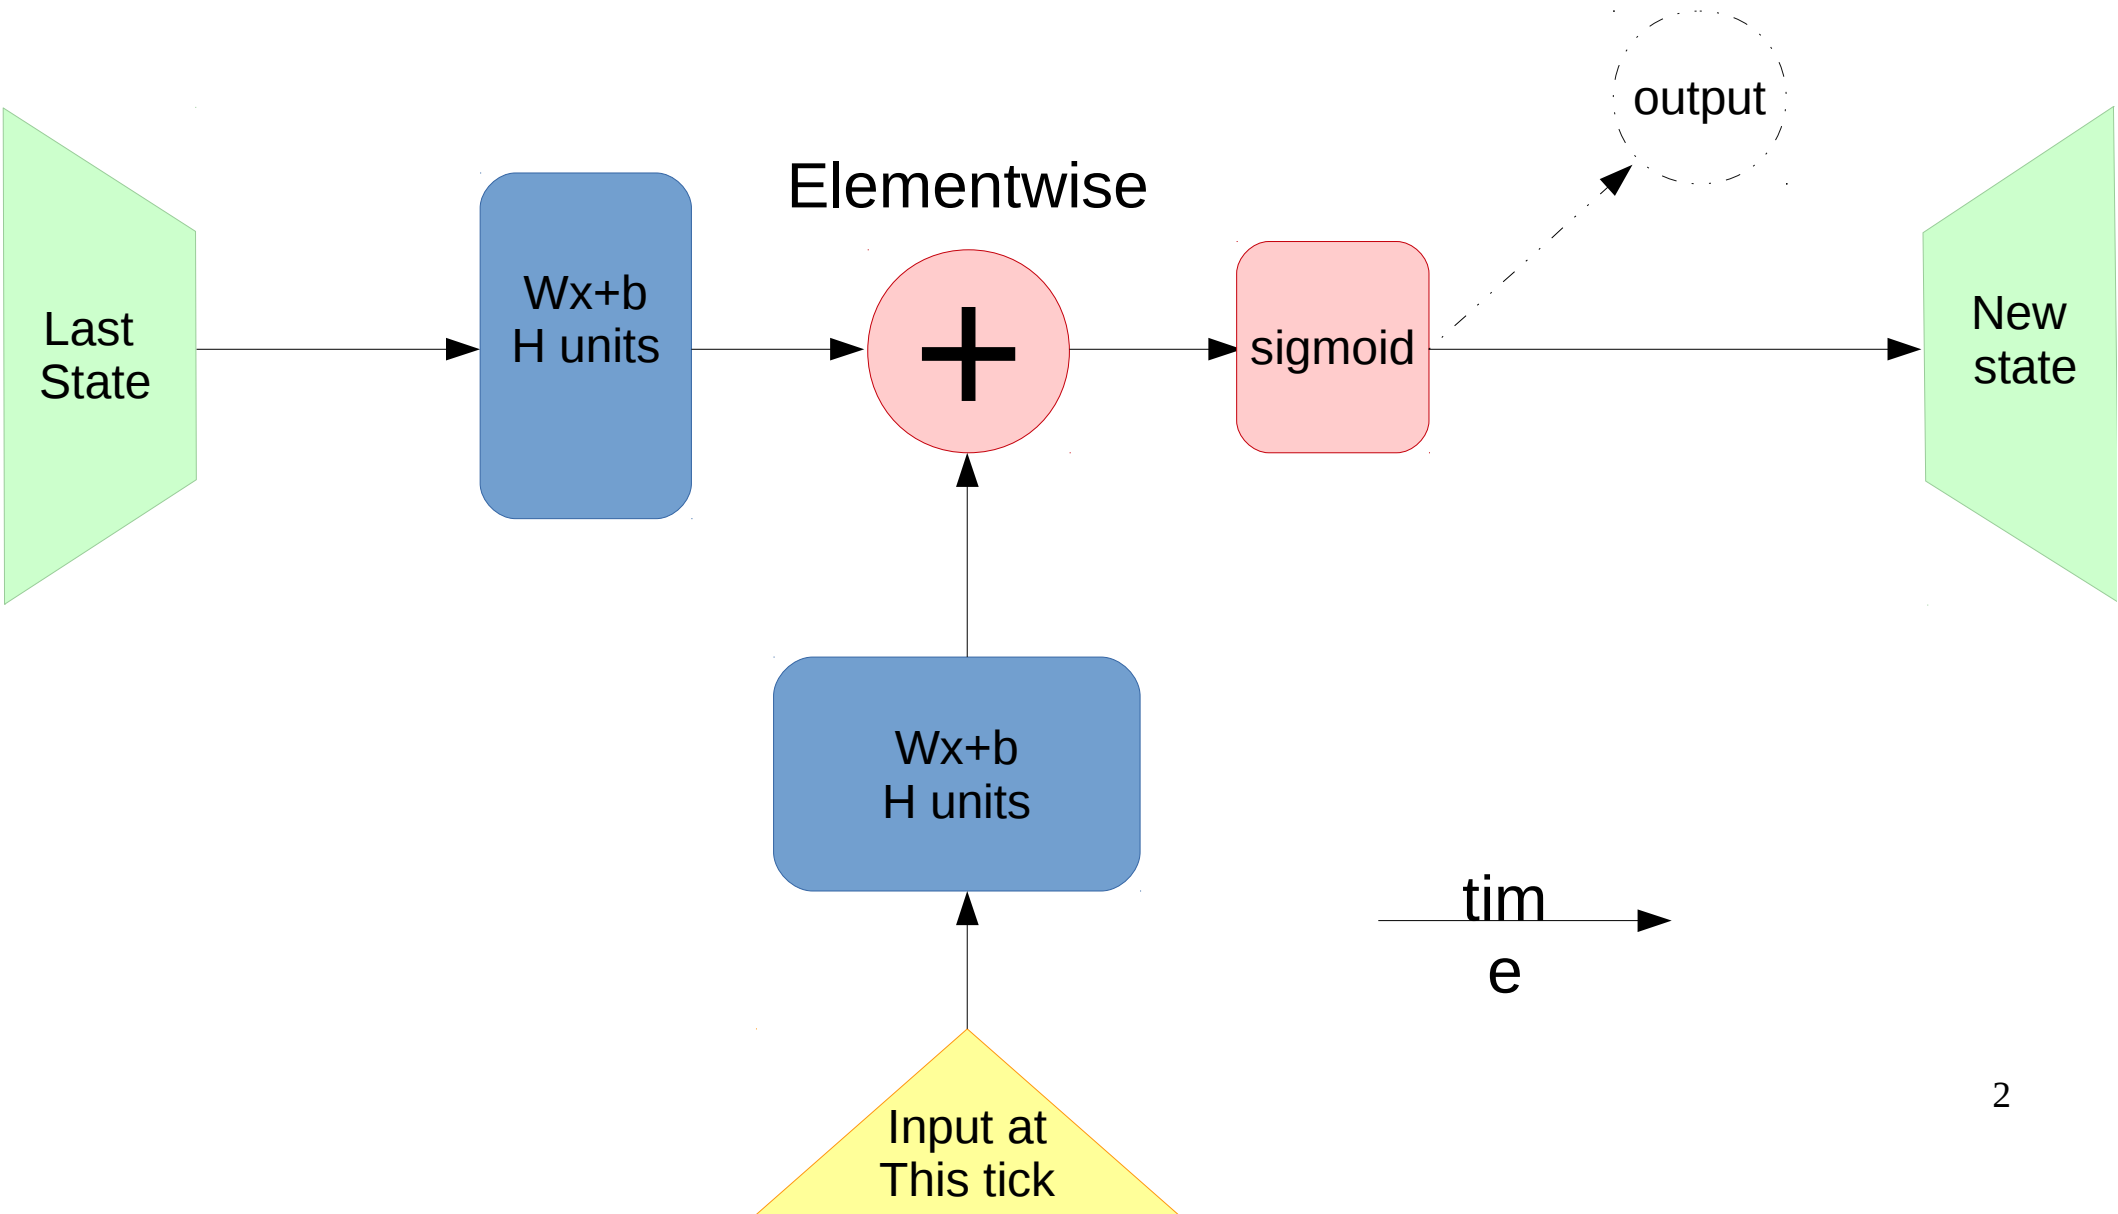 output
Elementwise
Last
State
Wx+b
H units
+
sigmoid
New
state
Wx+b
H units
tim
e
Input at
This tick
2